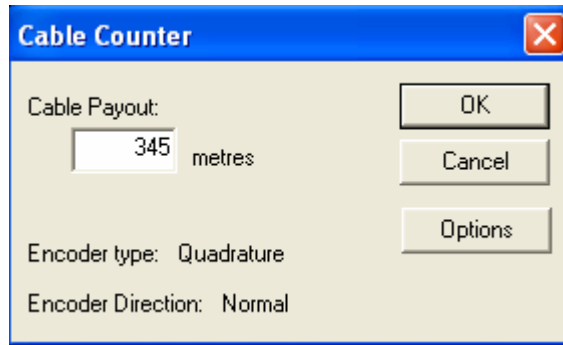 Cable Counter
Cable Payout:
345 metres
OK
Cancel
Options
Encoder type: Quadrature
Encoder Direction: Normal